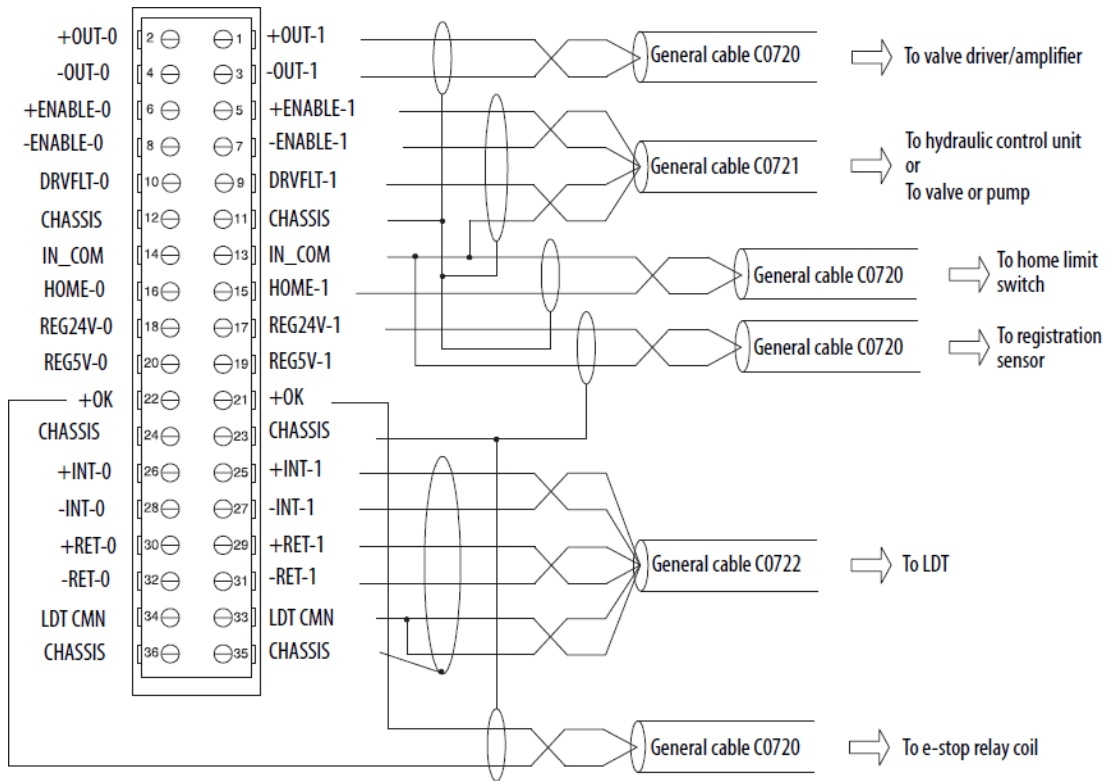 +OUT-0 2 1 +OUT-1 General cable C0720 To valve driver/amplifier
-OUT-0 4 3 -OUT-1
+ENABLE-0 6 5 +ENABLE-1
-ENABLE-0 8 7 -ENABLE-1 General cable C0721 To hydraulic control unit
or
To valve or pump
DRVFLT-0 10 9 DRVFLT-1
CHASSIS 12 11 CHASSIS
IN_COM 14 13 IN_COM General cable C0720 To home limit
switch
HOME-0 16 15 HOME-1
REG24V-0 18 17 REG24V-1 General cable C0720 To registration
sensor
REG5V-0 20 19 REG5V-1
+OK 22 21 +OK
CHASSIS 24 23 CHASSIS
+INT-0 26 25 +INT-1
-INT-0 28 27 -INT-1
+RET-0 30 29 +RET-1 General cable C0722 To LDT
-RET-0 32 31 -RET-1
LDT CMN 34 33 LDT CMN
CHASSIS 36 35 CHASSIS
General cable C0720 To e-stop relay coil